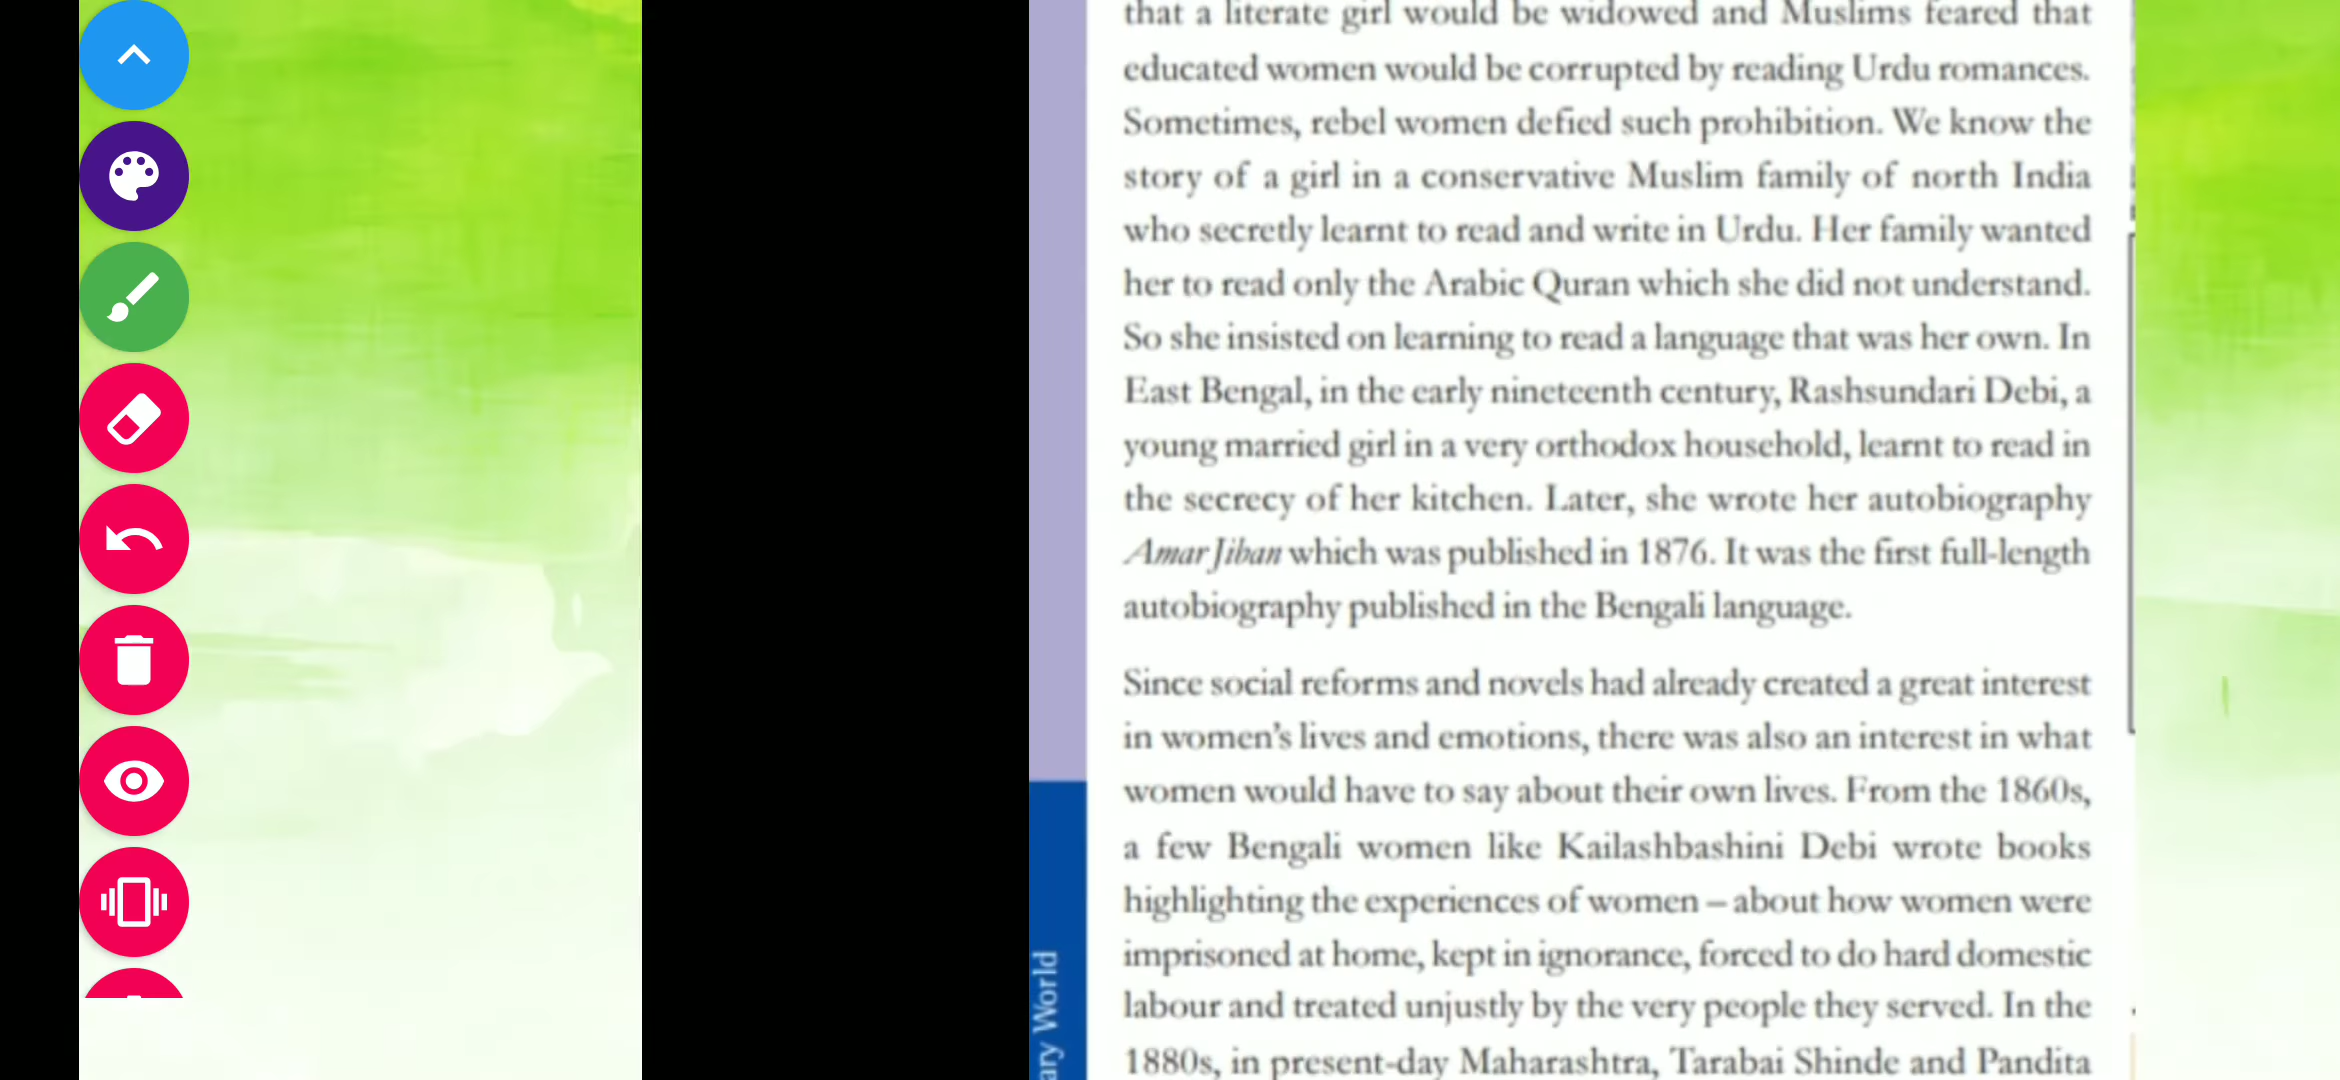 that a literate girl would be widowed and Muslims feared that
educated women would be corrupted by reading Urdu romances.
Sometimes, rebel women defied such prohibition. We know the
story of a girl in a conservative Muslim family of north India
who secretly learnt to read and write in Urdu. Her family wanted
her to read only the Arabic Quran which she did not understand.
So she insisted on learning to read a language that was her own. In
East Bengal, in the early nineteenth century, Rashsundari Debi, a
young married girl in a very orthodox household, learnt to read in
the secrecy of her kitchen. Later, she wrote her autobiography
Amar Jiban which was published in 1876. It was the first full-length
autobiography published in the Bengali language.
Since social reforms and novels had already created a great interest
in women's lives and emotions, there was also an interest in what
women would have to say about their own lives. From the 1860s,
a few Bengali women like Kailashbashini Debi wrote books
highlighting the experiences of women – about how women were
imprisoned at home, kept in ignorance, forced to do hard domestic
labour and treated unjustly by the very people they served. In the
1880s, in present-day Maharashtra, Tarabai Shinde and Pandita
ary World